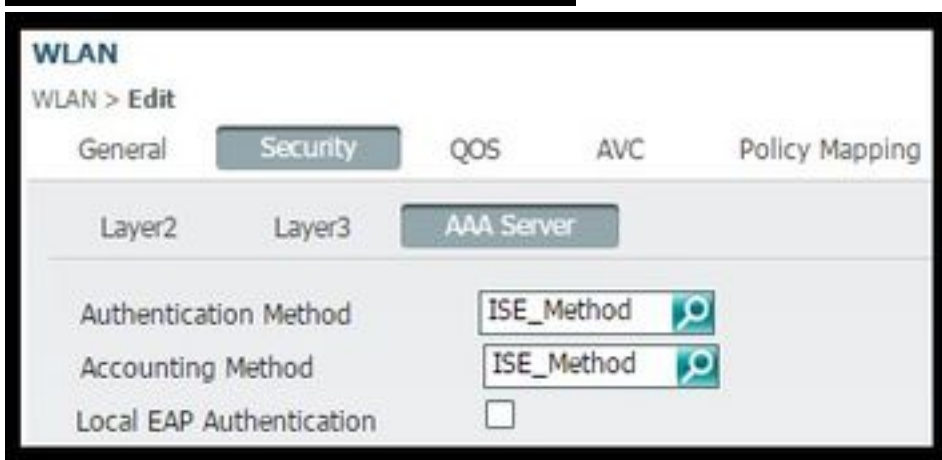 WLAN
WLAN > Edit
General Security QOS AVC Policy Mapping
Layer2 Layer3 AAA Server
Authentication Method ISE_Method
Accounting Method ISE_Method
Local EAP Authentication